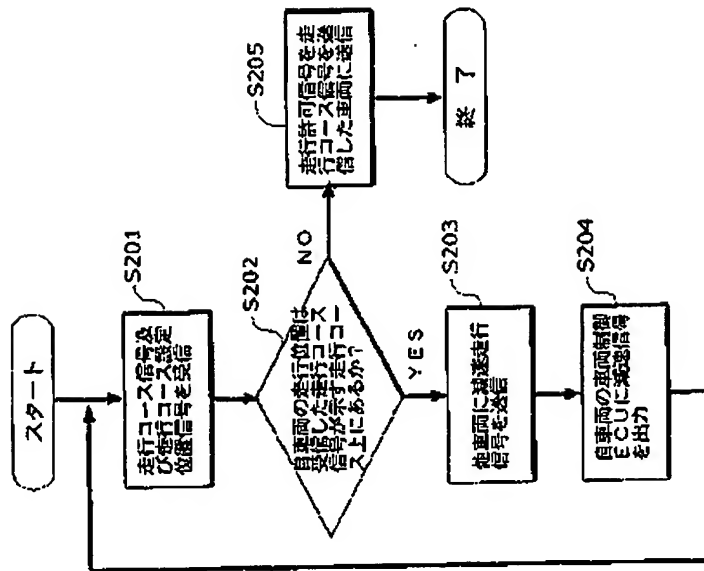 スタート
S201
走行コース信号及
び走行コース設定
位置信号を受信
S202
自車両の走行位置は
受信した走行コース
信号が示す走行コー
ス上にあるか?
NO
YES
S203
他車両に減速走行
信号を送信
S204
自車両の車両制御
ECUに減速信号
を出力
S205
走行許可信号を走
行コース信号を送
信した車両に送信
終了